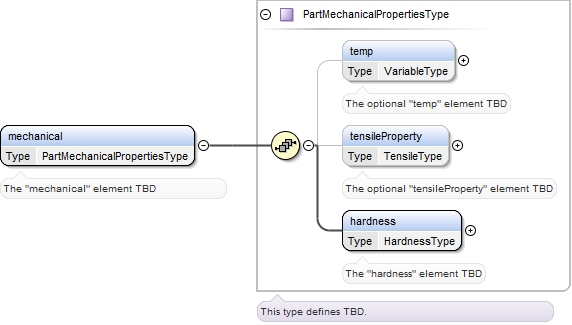 PartMechanicalPropertiesType
temp
Type VariableType
The optional "temp" element TBD
mechanical
Type PartMechanicalPropertiesType
The "mechanical" element TBD
tensileProperty
Type TensileType
The optional "tensileProperty" element TBD
hardness
Type HardnessType
The "hardness" element TBD
This type defines TBD.